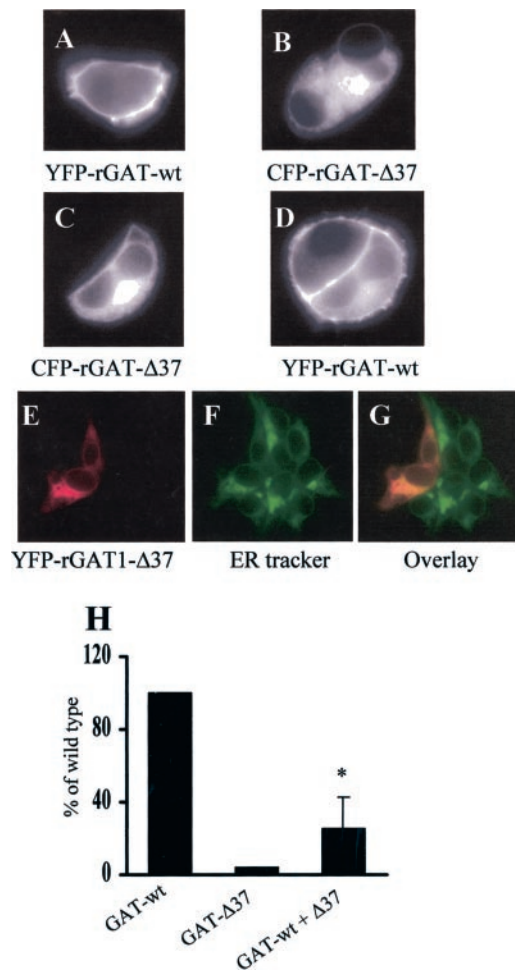 A
B
YFP-rGAT-wt
CFP-rGAT-Δ37
C
D
CFP-rGAT-Δ37
YFP-rGAT-wt
E
F
G
YFP-rGAT1-Δ37
ER tracker
Overlay
H
% of wild type
120
80
40
0
*
GAT-wt
GAT-Δ37
GAT-wt + Δ37